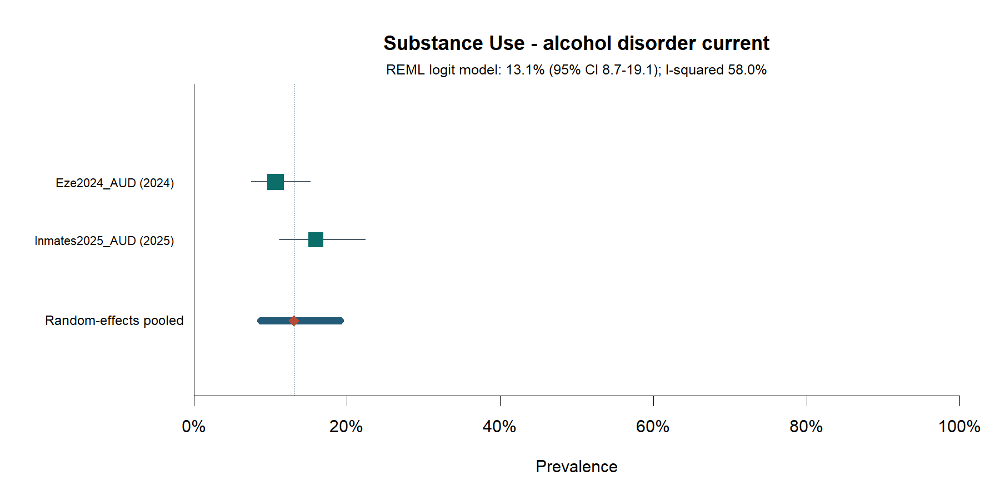 Substance Use - alcohol disorder current
REML logit model: 13.1% (95% CI 8.7-19.1); I-squared 58.0%
Eze2024_AUD (2024)
Inmates2025_AUD (2025)
Random-effects pooled
0% 20% 40% 60% 80% 100%
Prevalence